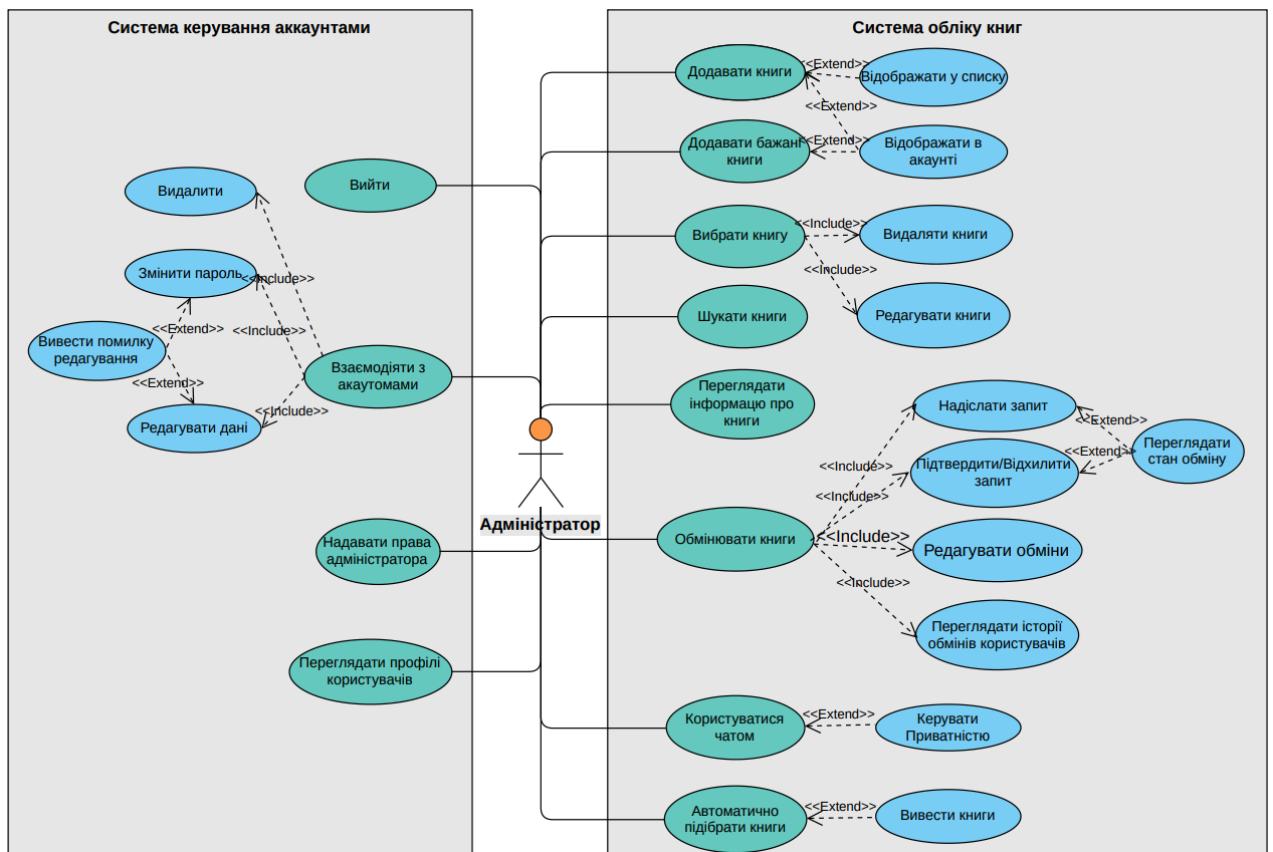 Система керування аккаунтами
Видалити
Вийти
Змінити пароль
<<Include>>
<<Extend>>
<<Include>>
Вивести помилку
редагування
Взаємодіяти з
акаутомами
<<Extend>>
<<Include>>
Редагувати дані
Надавати права
адміністратора
Переглядати профілі
користувачів
Адміністратор
Система обліку книг
Додавати книги
<<Extend>>
Відображати у списку
<<Extend>>
Додавати бажані
книги
<<Extend>>
Відображати в
акаунті
Вибрати книгу
<<Include>>
Видаляти книги
<<Include>>
Шукати книги
Редагувати книги
Переглядати
інформацю про
книги
Надіслати запит
<<Extend>>
Переглядати
стан обміну
<<Extend>>
<<Include>>
Підтвердити/Відхилити
запит
<<Include>>
Обмінювати книги
<<Include>>
Редагувати обміни
<<Include>>
Переглядати історії
обмінів користувачів
Користуватися
чатом
<<Extend>>
Керувати
Приватністю
Автоматично
підібрати книги
<<Extend>>
Вивести книги